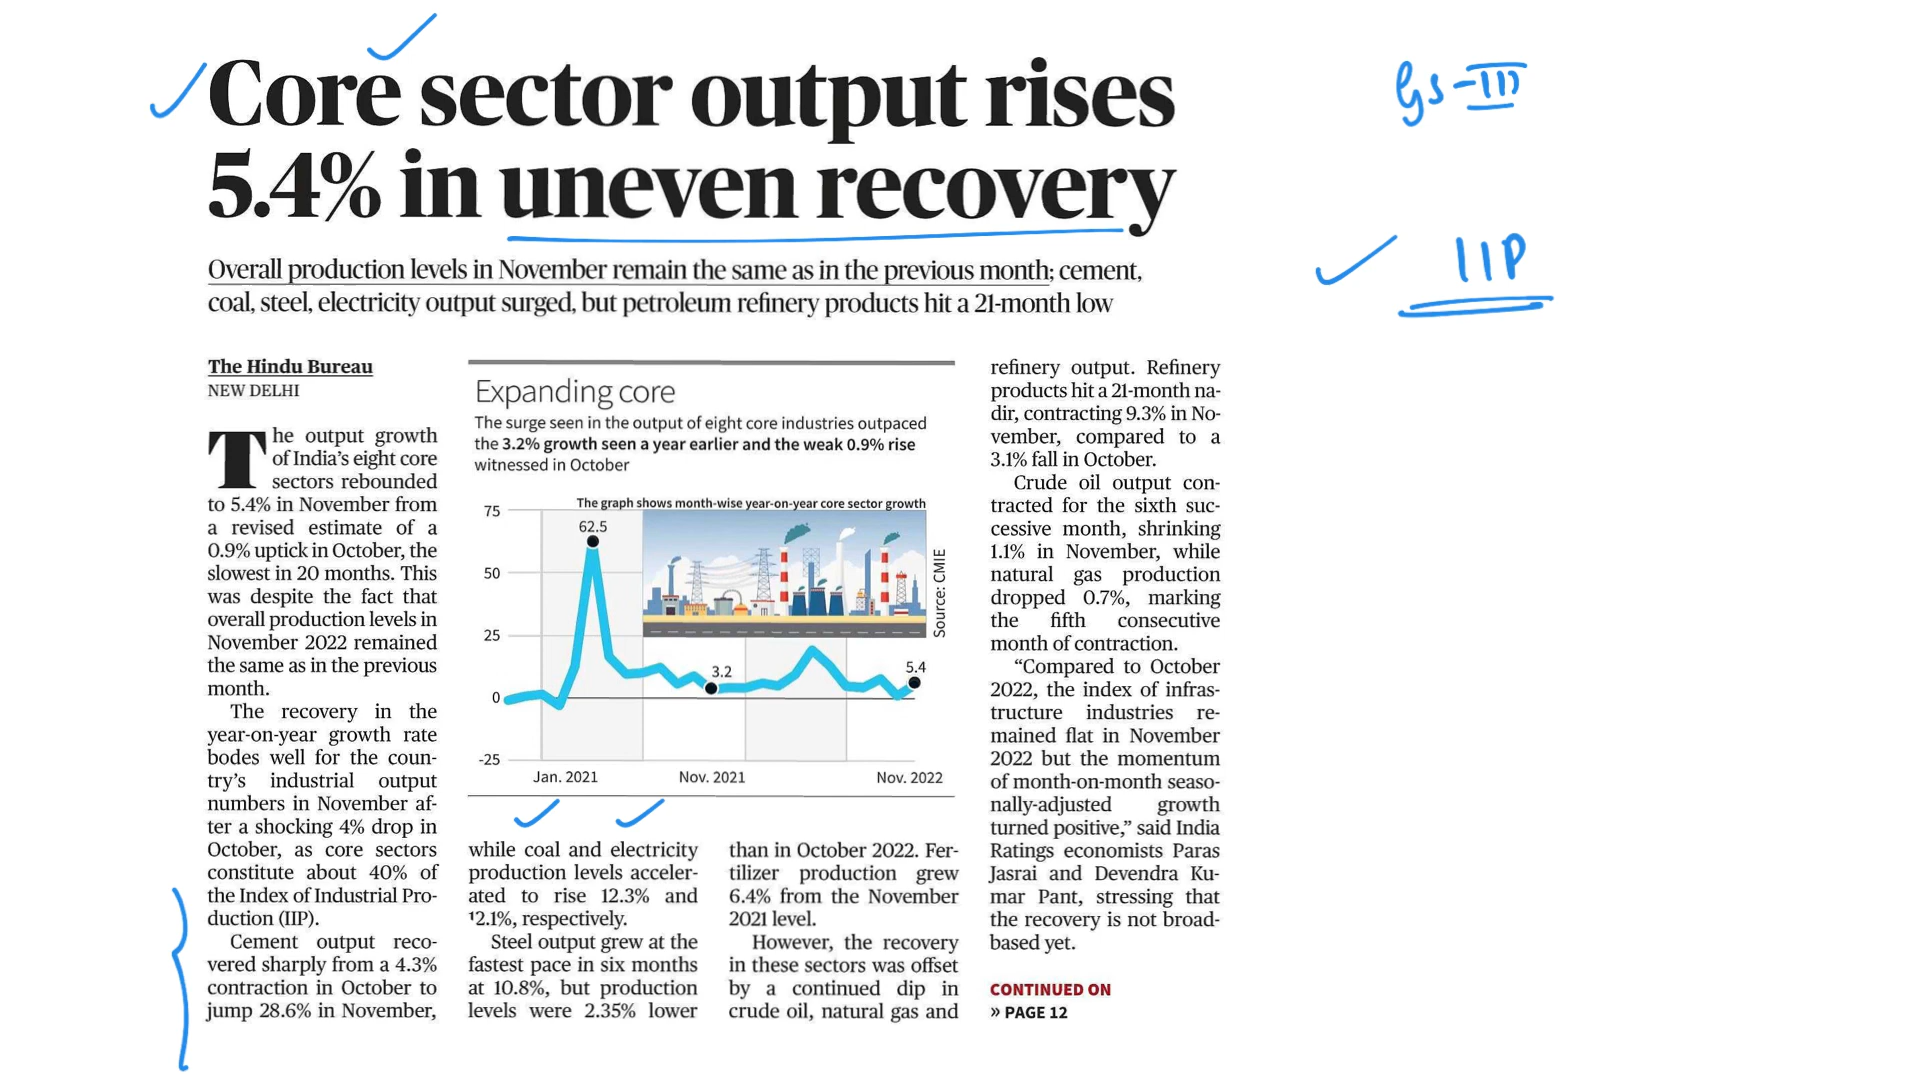 Core sector output rises
5.4% in uneven recovery
Gs-III
IIP
Overall production levels in November remain the same as in the previous month; cement,
coal, steel, electricity output surged, but petroleum refinery products hit a 21-month low
The Hindu Bureau
NEW DELHI
The output growth
of India's eight core
sectors rebounded
to 5.4% in November from
a revised estimate of a
0.9% uptick in October, the
slowest in 20 months. This
was despite the fact that
overall production levels in
November 2022 remained
the same as in the previous
month.
The recovery in the
year-on-year growth rate
bodes well for the coun-
try's industrial output
numbers in November af-
ter a shocking 4% drop in
October, as core sectors
constitute about 40% of
the Index of Industrial Pro-
duction (IIP).
Cement output reco-
vered sharply from a 4.3%
contraction in October to
jump 28.6% in November,
Expanding core
The surge seen in the output of eight core industries outpaced
the 3.2% growth seen a year earlier and the weak 0.9% rise
witnessed in October
The graph shows month-wise year-on-year core sector growth
75
62.5
50
25
3.2
5.4
0
-25
Jan. 2021
Nov. 2021
Nov. 2022
Source: CMIE
while coal and electricity
production levels acceler-
ated to rise 12.3% and
12.1%, respectively.
Steel output grew at the
fastest pace in six months
at 10.8%, but production
levels were 2.35% lower
than in October 2022. Fer-
tilizer production grew
6.4% from the November
2021 level.
However, the recovery
in these sectors was offset
by a continued dip in
crude oil, natural gas and
refinery output. Refinery
products hit a 21-month na-
dir, contracting 9.3% in No-
vember, compared to a
3.1% fall in October.
Crude oil output con-
tracted for the sixth suc-
cessive month, shrinking
1.1% in November, while
natural gas production
dropped 0.7%, marking
the fifth consecutive
month of contraction.
"Compared to October
2022, the index of infras-
tructure industries re-
mained flat in November
2022 but the momentum
of month-on-month seaso-
nally-adjusted growth
turned positive," said India
Ratings economists Paras
Jasrai and Devendra Ku-
mar Pant, stressing that
the recovery is not broad-
based yet.
CONTINUED ON
» PAGE 12